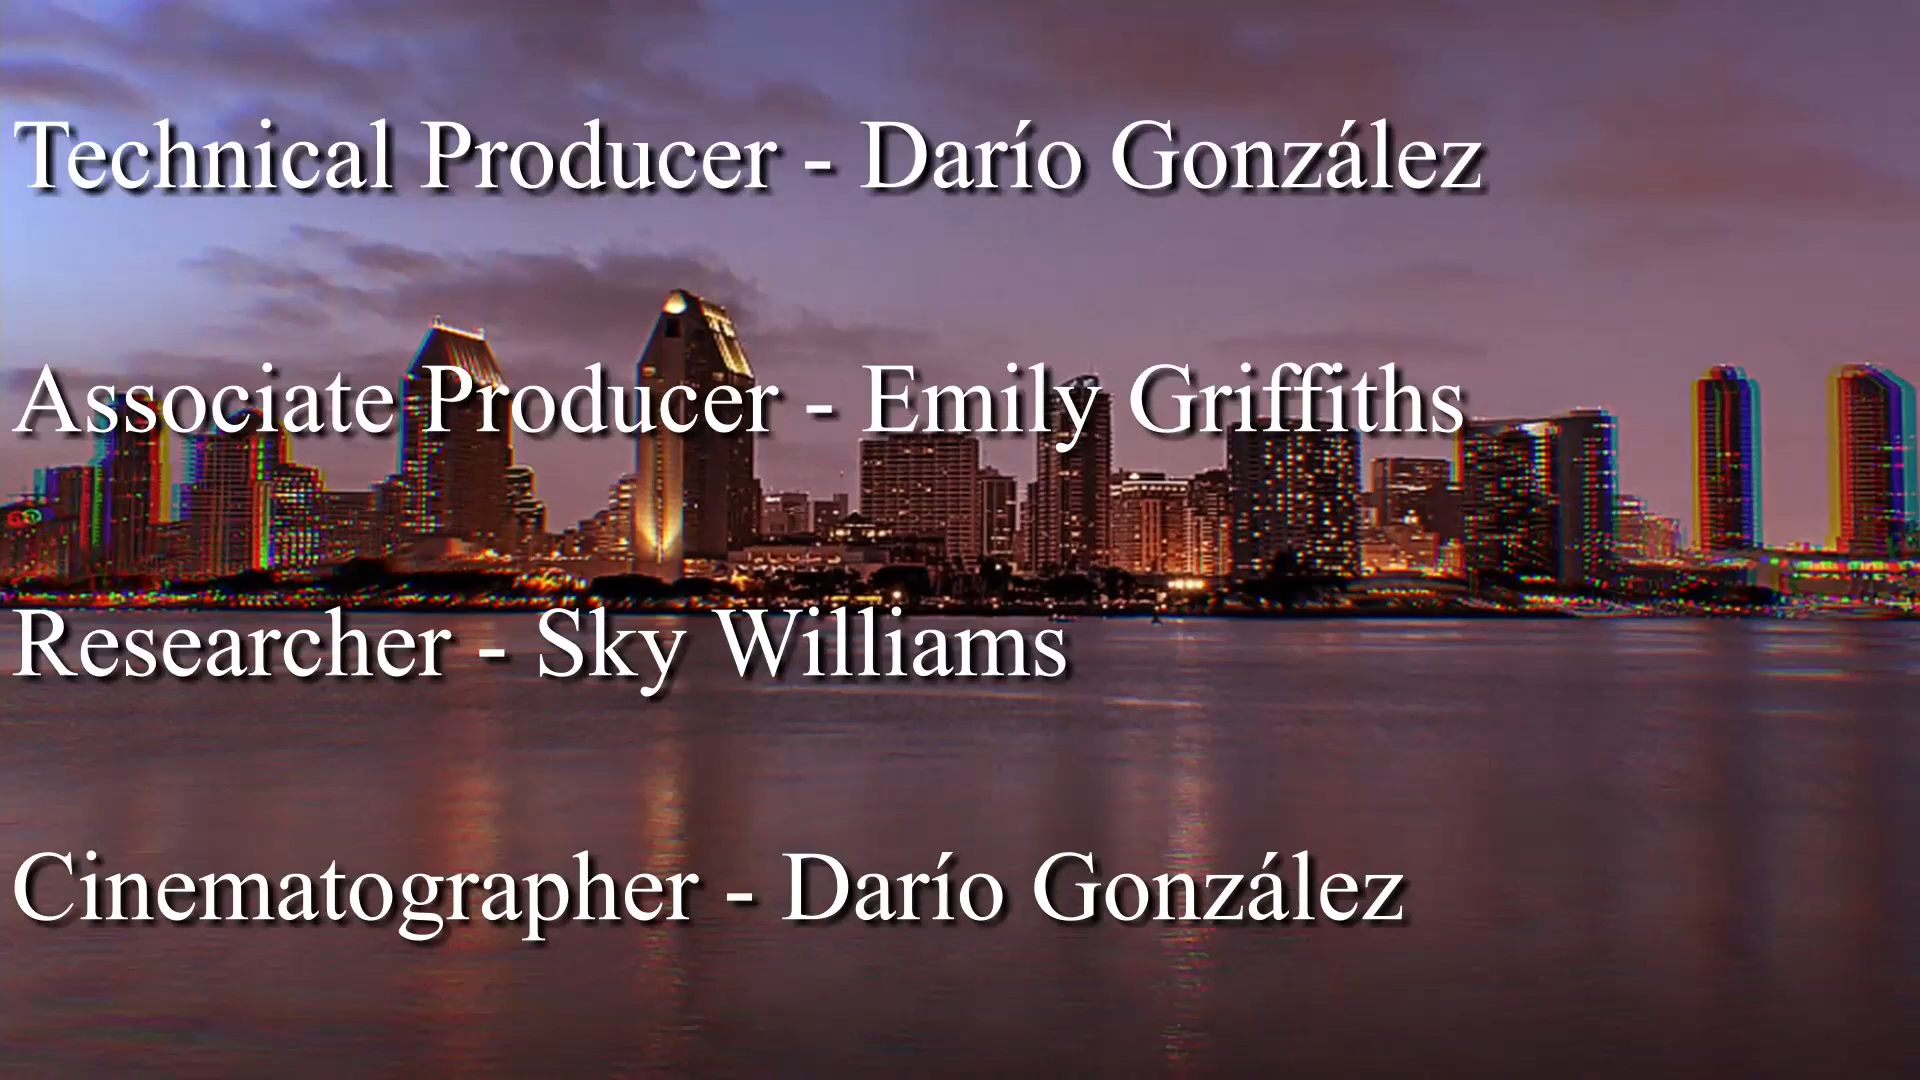 Technical Producer - Darío González
Associate Producer - Emily Griffiths
Researcher - Sky Williams
Cinematographer - Darío González